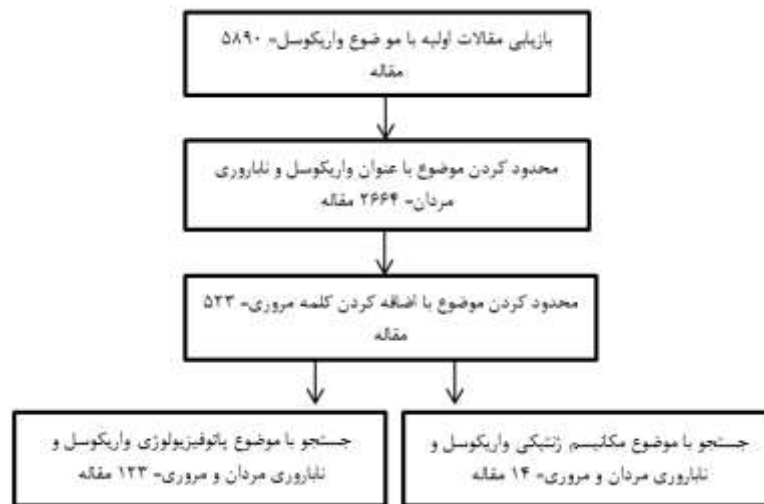 بازیابی مقالات اولیه با مو ضوع واریکوسل- ۵۸۹۰
مقاله
محدود کردن موضوع با عنوان واریکوسل و ناباروری
مردان- ۲۶۶۴ مقاله
محدود کردن موضوع با اضافه کردن کلمه مروری- ۵۲۳
مقاله
جستجو با موضوع مکانیسم ژنتیکی واریکوسل و
ناباروری مردان و مروری- ۱۴ مقاله
جستجو با موضوع پاتوفیزیولوژی واریکوسل و
ناباروری مردان و مروری- ۱۲۳ مقاله